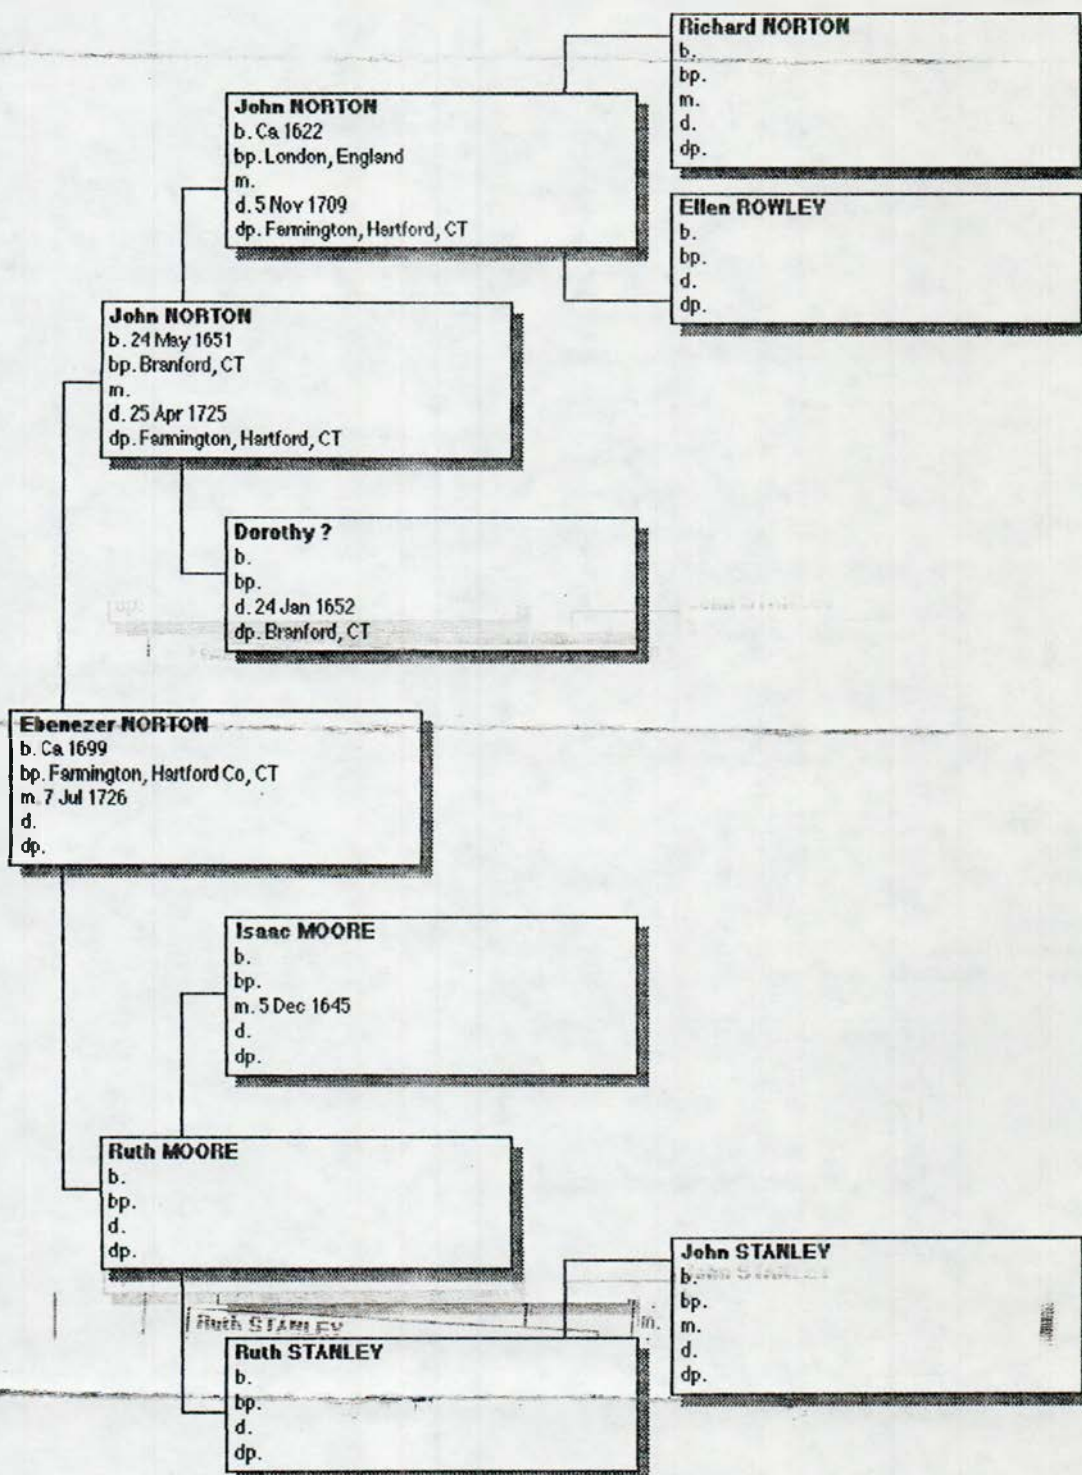 Richard NORTON
b.
bp.
m.
d.
dp.
John NORTON
b. Ca 1622
bp. London, England
m.
d. 5 Nov 1709
dp. Farmington, Hartford, CT
Ellen ROWLEY
b.
bp.
d.
dp.
John NORTON
b. 24 May 1651
bp. Branford, CT
m.
d. 25 Apr 1725
dp. Farmington, Hartford, CT
Dorothy ?
b.
bp.
d. 24 Jan 1652
dp. Branford, CT
Ebenezer NORTON
b. Ca 1699
bp. Farmington, Hartford Co, CT
m. 7 Jul 1726
d.
dp.
Isaac MOORE
b.
bp.
m. 5 Dec 1645
d.
dp.
Ruth MOORE
b.
bp.
d.
dp.
John STANLEY
b.
bp.
m.
d.
dp.
Ruth STANLEY
m.
Ruth STANLEY
b.
bp.
d.
dp.